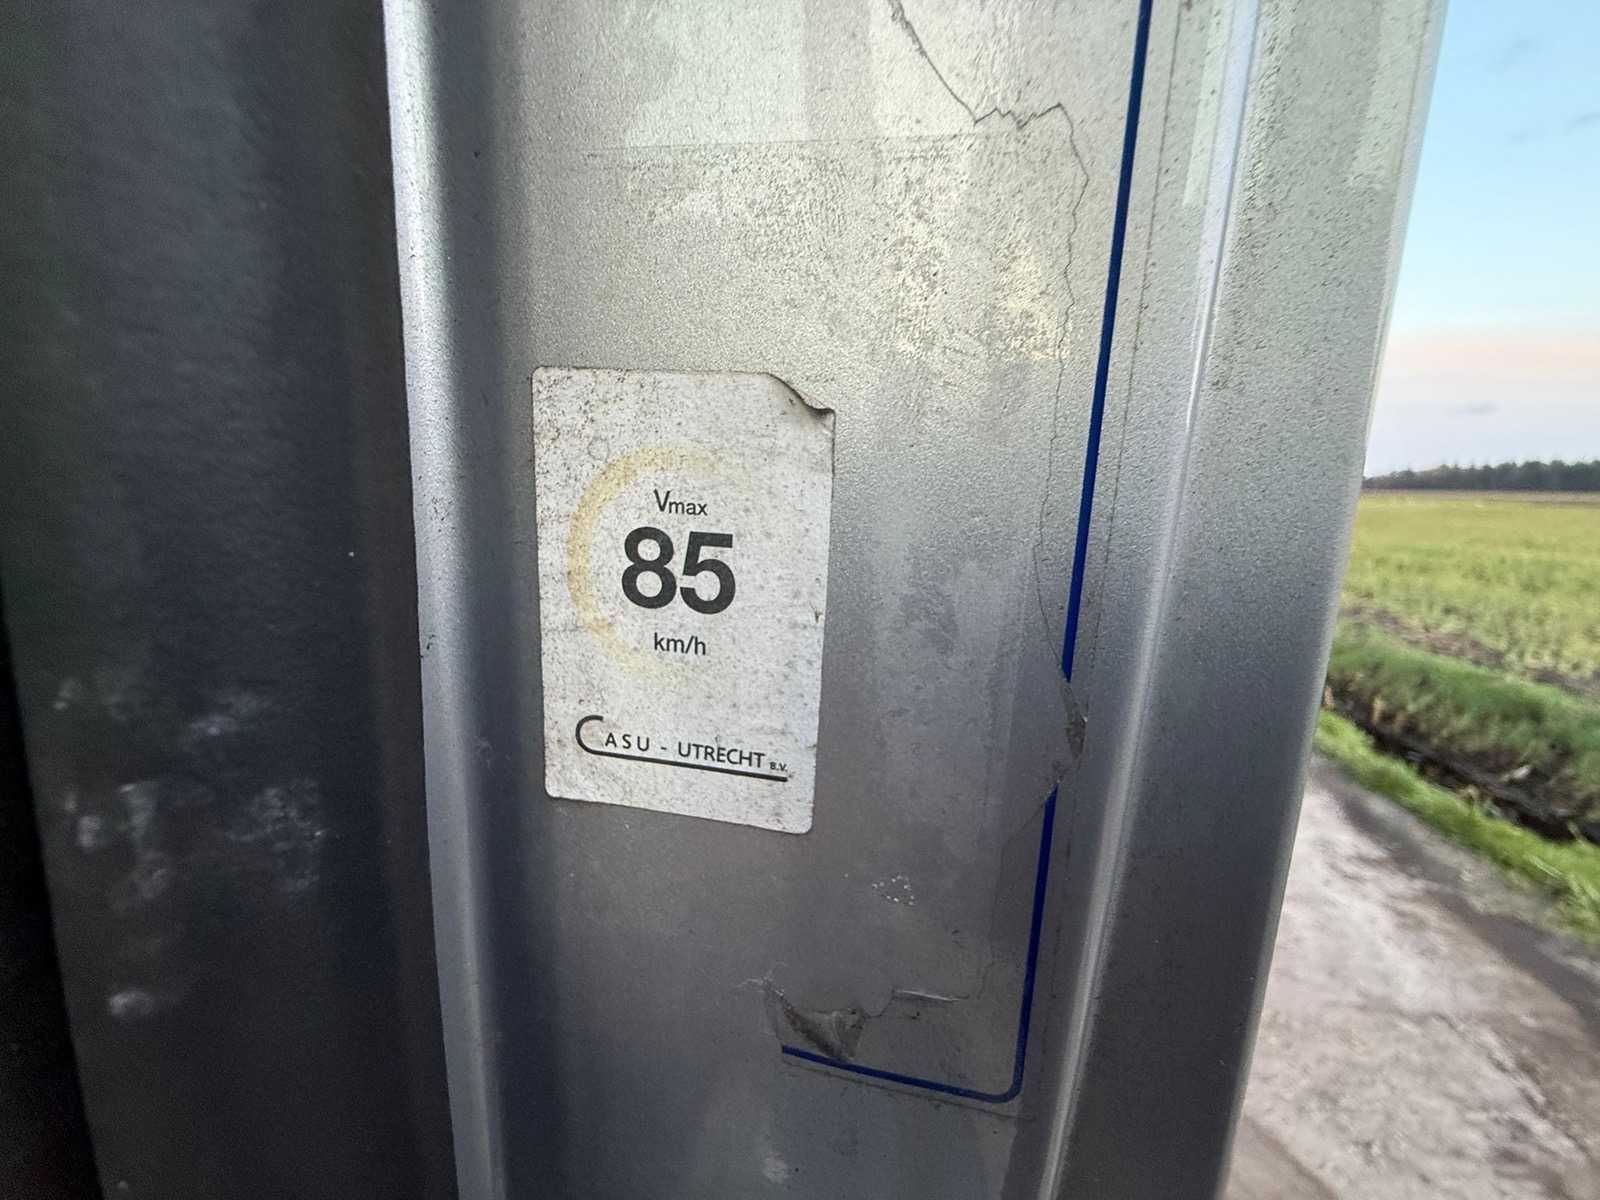 Vmax
85
km/h
CASU - UTRECHT B.V.